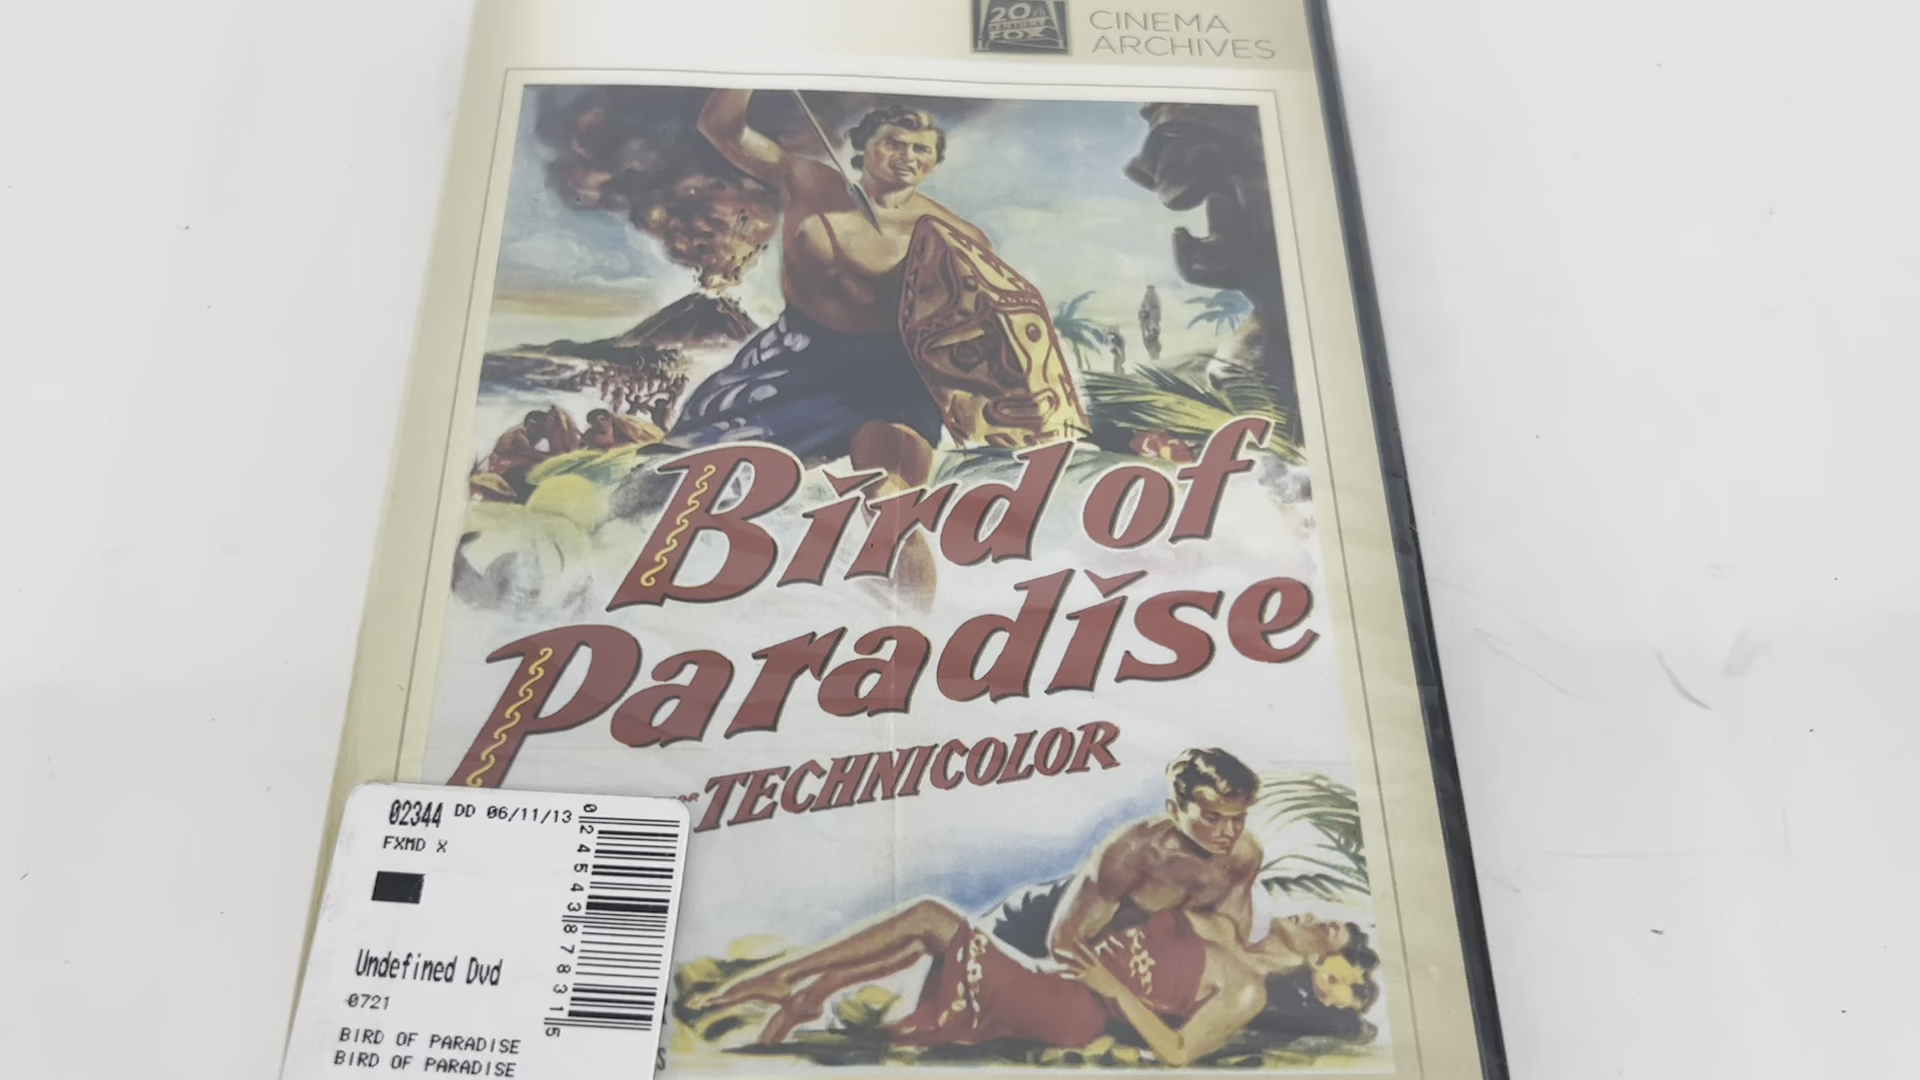 20th
CENTURY
FOX
CINEMA
ARCHIVES
Bird of
Paradise
TECHNICOLOR
02344 DD 06/11/13
FXMD X
Undefined Dvd
0721
BIRD OF PARADISE
BIRD OF PARADISE
0 24543 87831 5